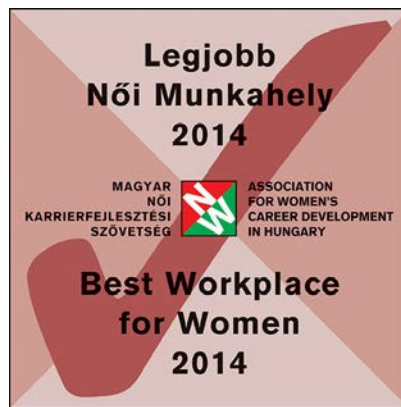 Legjobb
Női Munkahely
2014
MAGYAR
NŐI
KARRIERFEJLESZTÉSI
SZÖVETSÉG
NW
ASSOCIATION
FOR WOMEN'S
CAREER DEVELOPMENT
IN HUNGARY
Best Workplace
for Women
2014